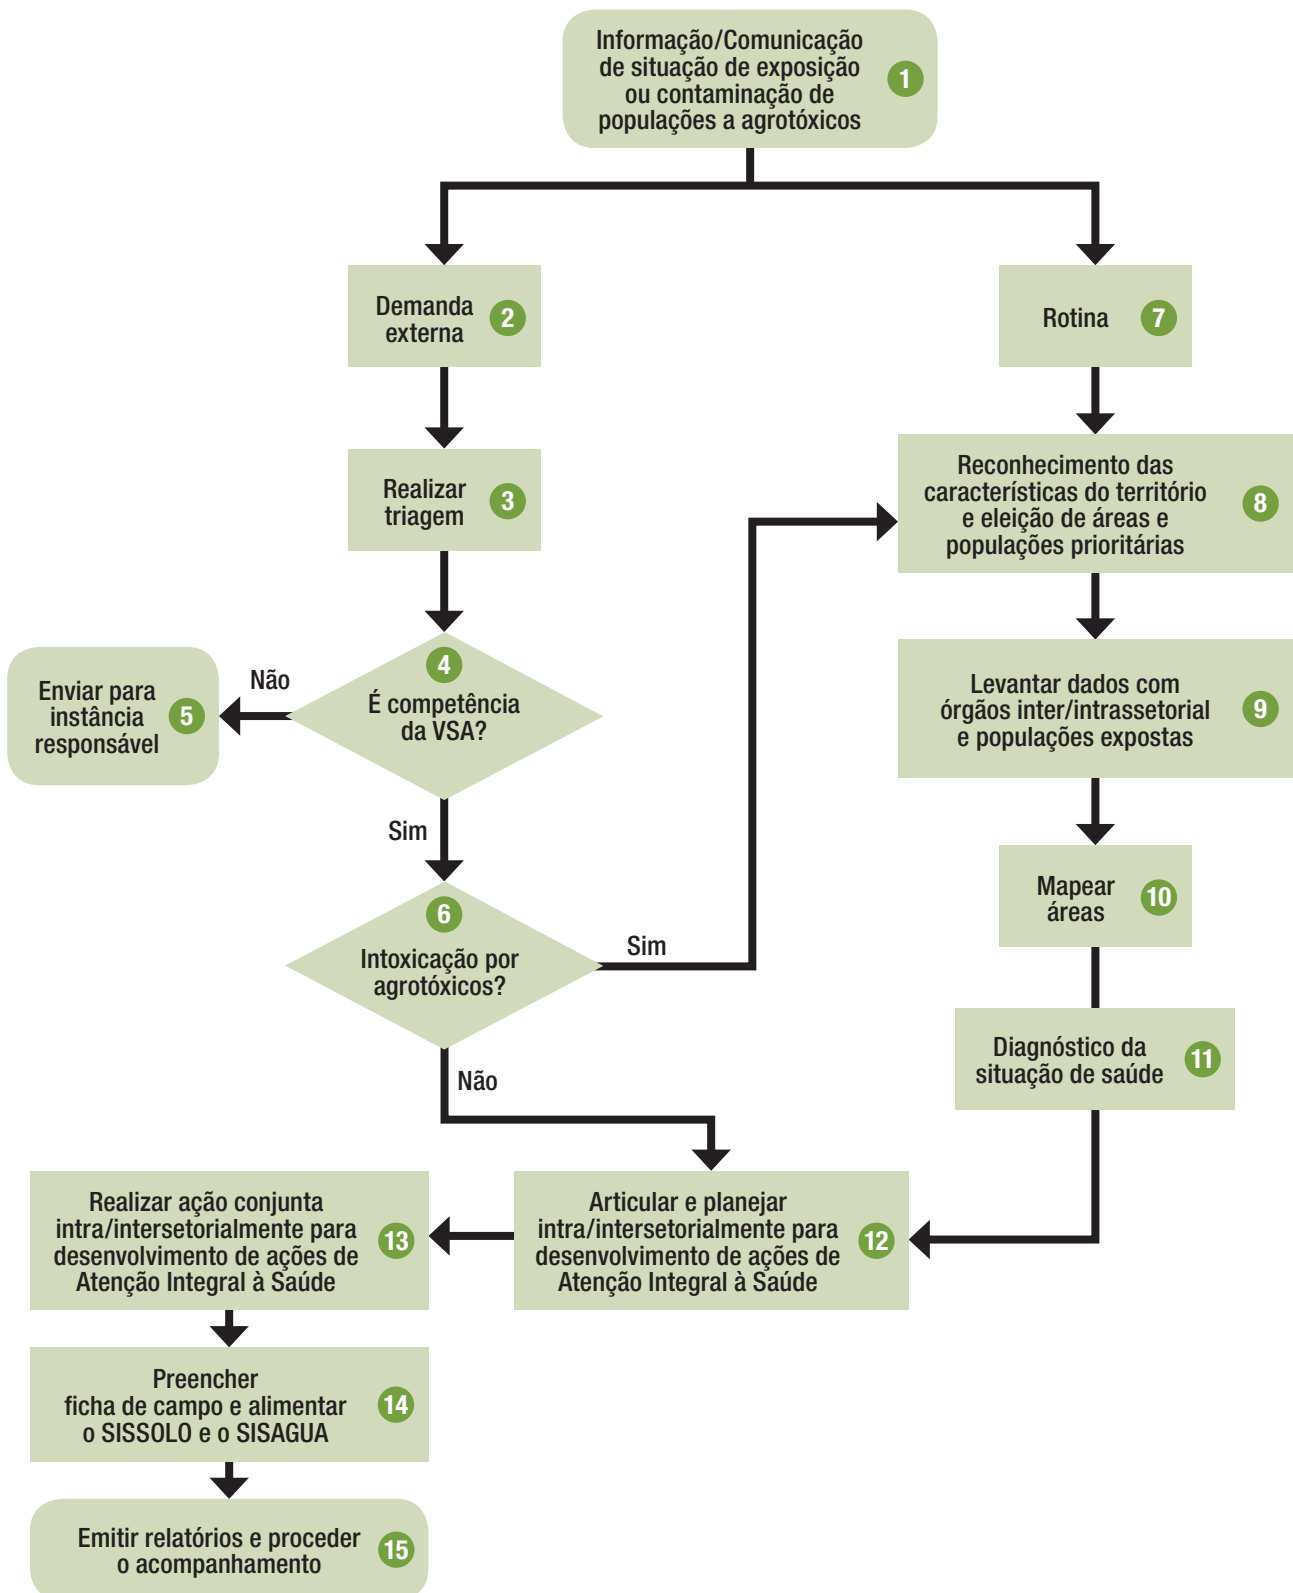 Informação/Comunicação
de situação de exposição
ou contaminação de
populações a agrotóxicos
1
Demanda
externa
2
Rotina
7
Realizar
triagem
3
Reconhecimento das
características do território
e eleição de áreas e
populações prioritárias
8
4
É competência
da VSA?
Não
Enviar para
instância
responsável
5
Sim
Levantar dados com
órgãos inter/intrassetorial
e populações expostas
9
6
Intoxicação por
agrotóxicos?
Sim
Não
Mapear
áreas
10
Diagnóstico da
situação de saúde
11
Articular e planejar
intra/intersetorialmente para
desenvolvimento de ações de
Atenção Integral à Saúde
12
Realizar ação conjunta
intra/intersetorialmente para
desenvolvimento de ações de
Atenção Integral à Saúde
13
Preencher
ficha de campo e alimentar
o SISSOLO e o SISAGUA
14
Emitir relatórios e proceder
o acompanhamento
15